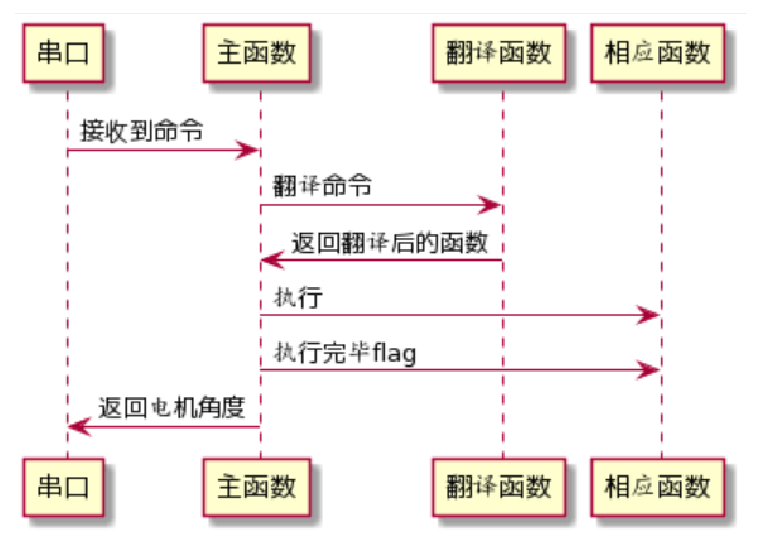 串口 主函数 翻译函数 相应函数
接收到命令
翻译命令
返回翻译后的函数
执行
执行完毕flag
返回电机角度
串口 主函数 翻译函数 相应函数